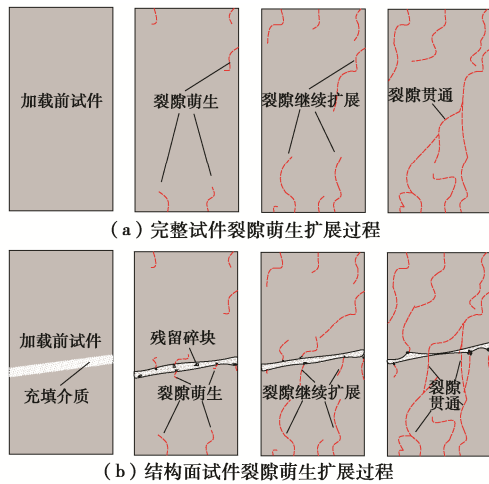 加载前试件
裂隙萌生
裂隙继续扩展
裂隙贯通
(a)完整试件裂隙萌生扩展过程
加载前试件
充填介质
残留碎块
裂隙萌生
裂隙继续扩展
裂隙
贯通
(b)结构面试件裂隙萌生扩展过程